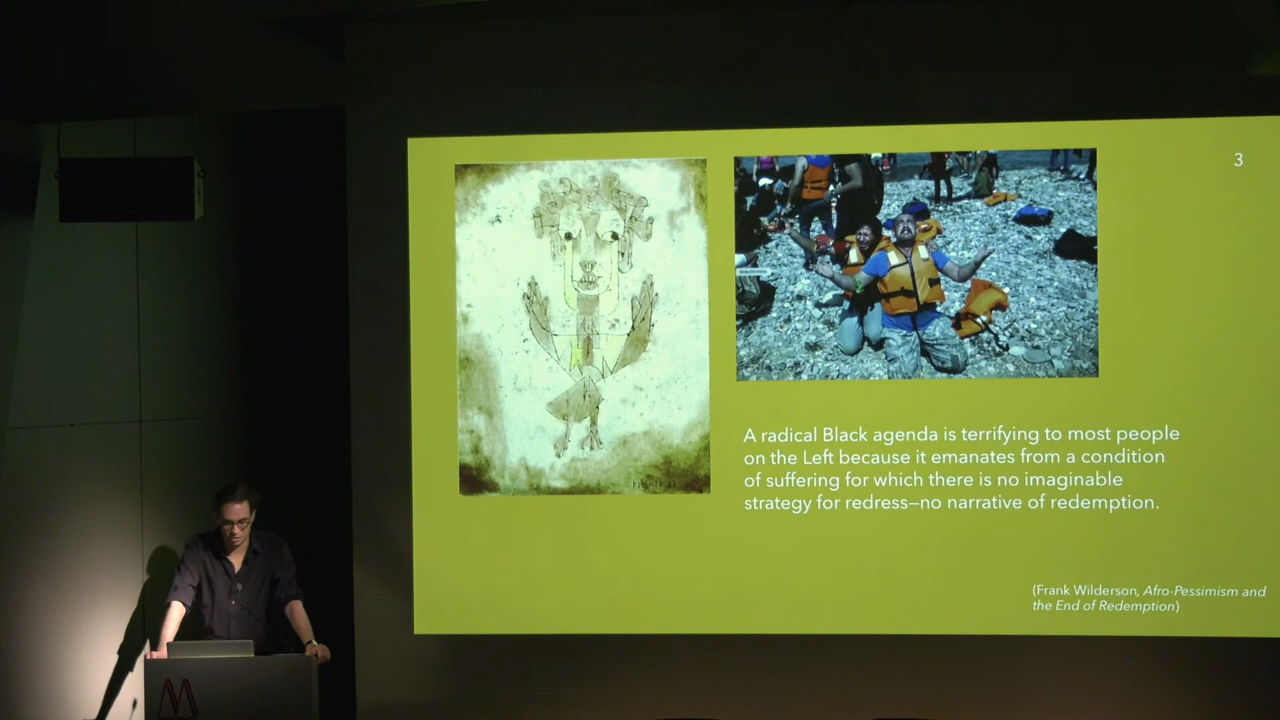 3
A radical Black agenda is terrifying to most people
on the Left because it emanates from a condition
of suffering for which there is no imaginable
strategy for redress—no narrative of redemption.
(Frank Wilderson, Afro-Pessimism and
the End of Redemption)
M